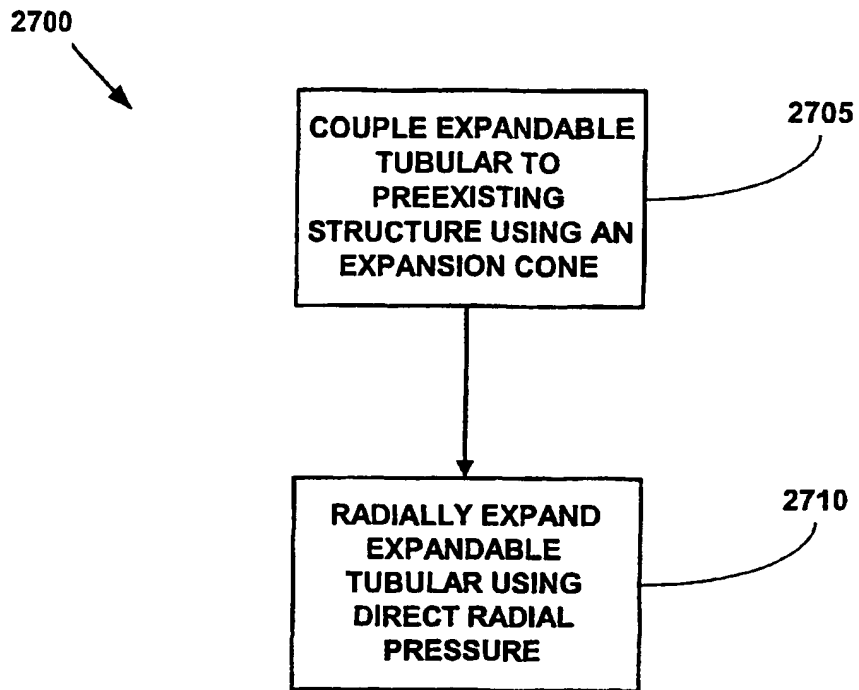 2700
COUPLE EXPANDABLE
TUBULAR TO
PREEXISTING
STRUCTURE USING AN
EXPANSION CONE
2705
RADIALLY EXPAND
EXPANDABLE
TUBULAR USING
DIRECT RADIAL
PRESSURE
2710